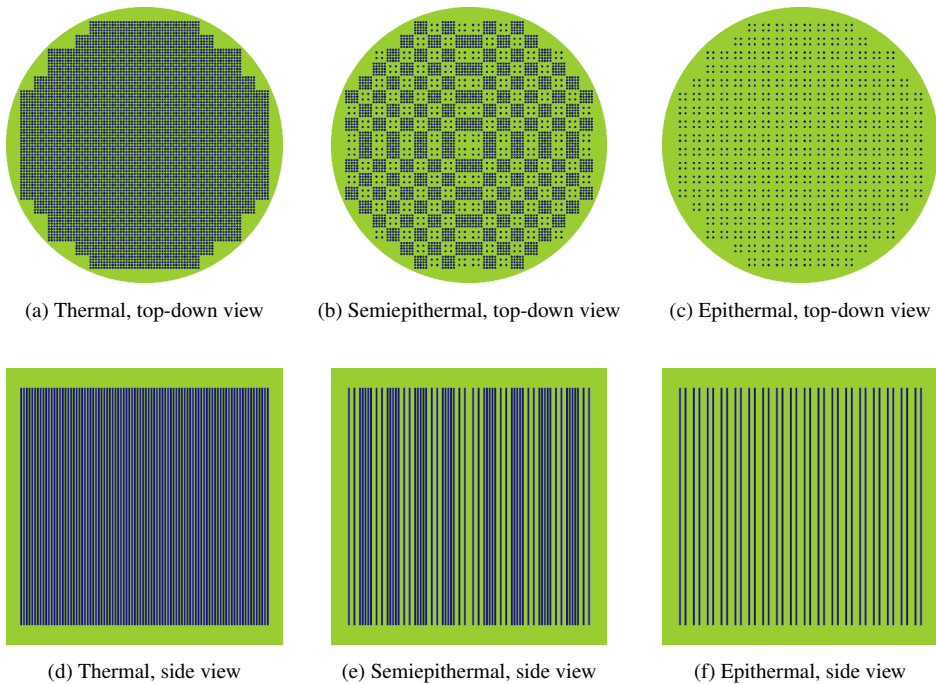 (a) Thermal, top-down view
(b) Semiepithermal, top-down view
(c) Epithermal, top-down view
(d) Thermal, side view
(e) Semiepithermal, side view
(f) Epithermal, side view